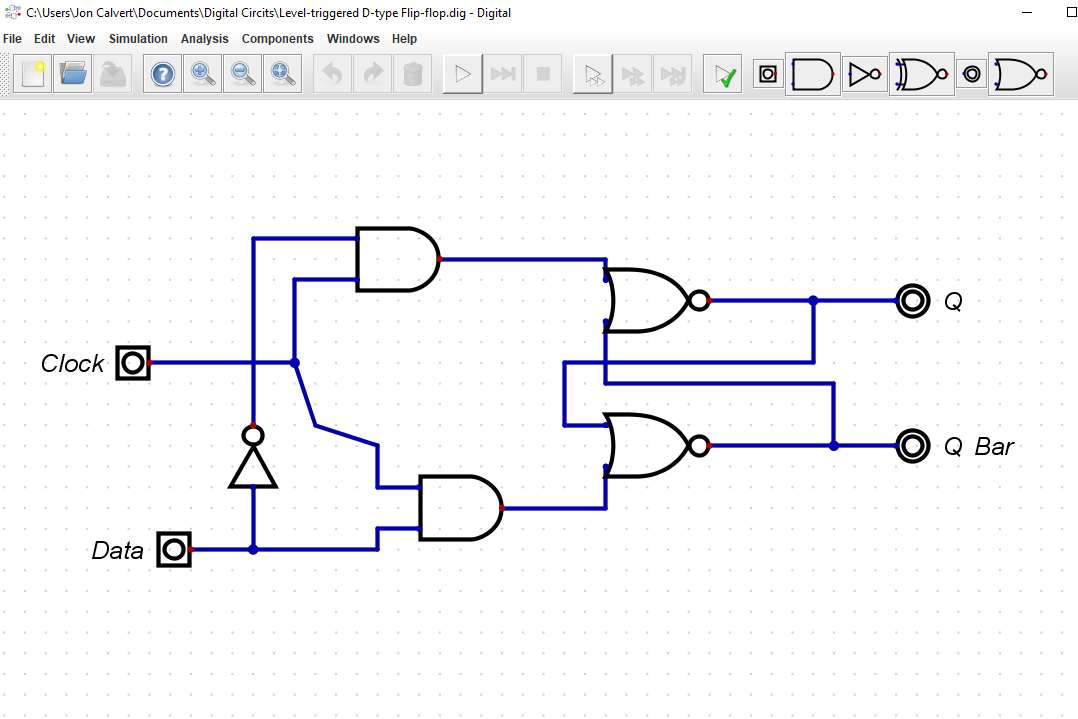 C:\Users\Jon Calvert\Documents\Digital Circits\Level-triggered D-type Flip-flop.dig - Digital
File Edit View Simulation Analysis Components Windows Help
Q
Clock
Q Bar
Data